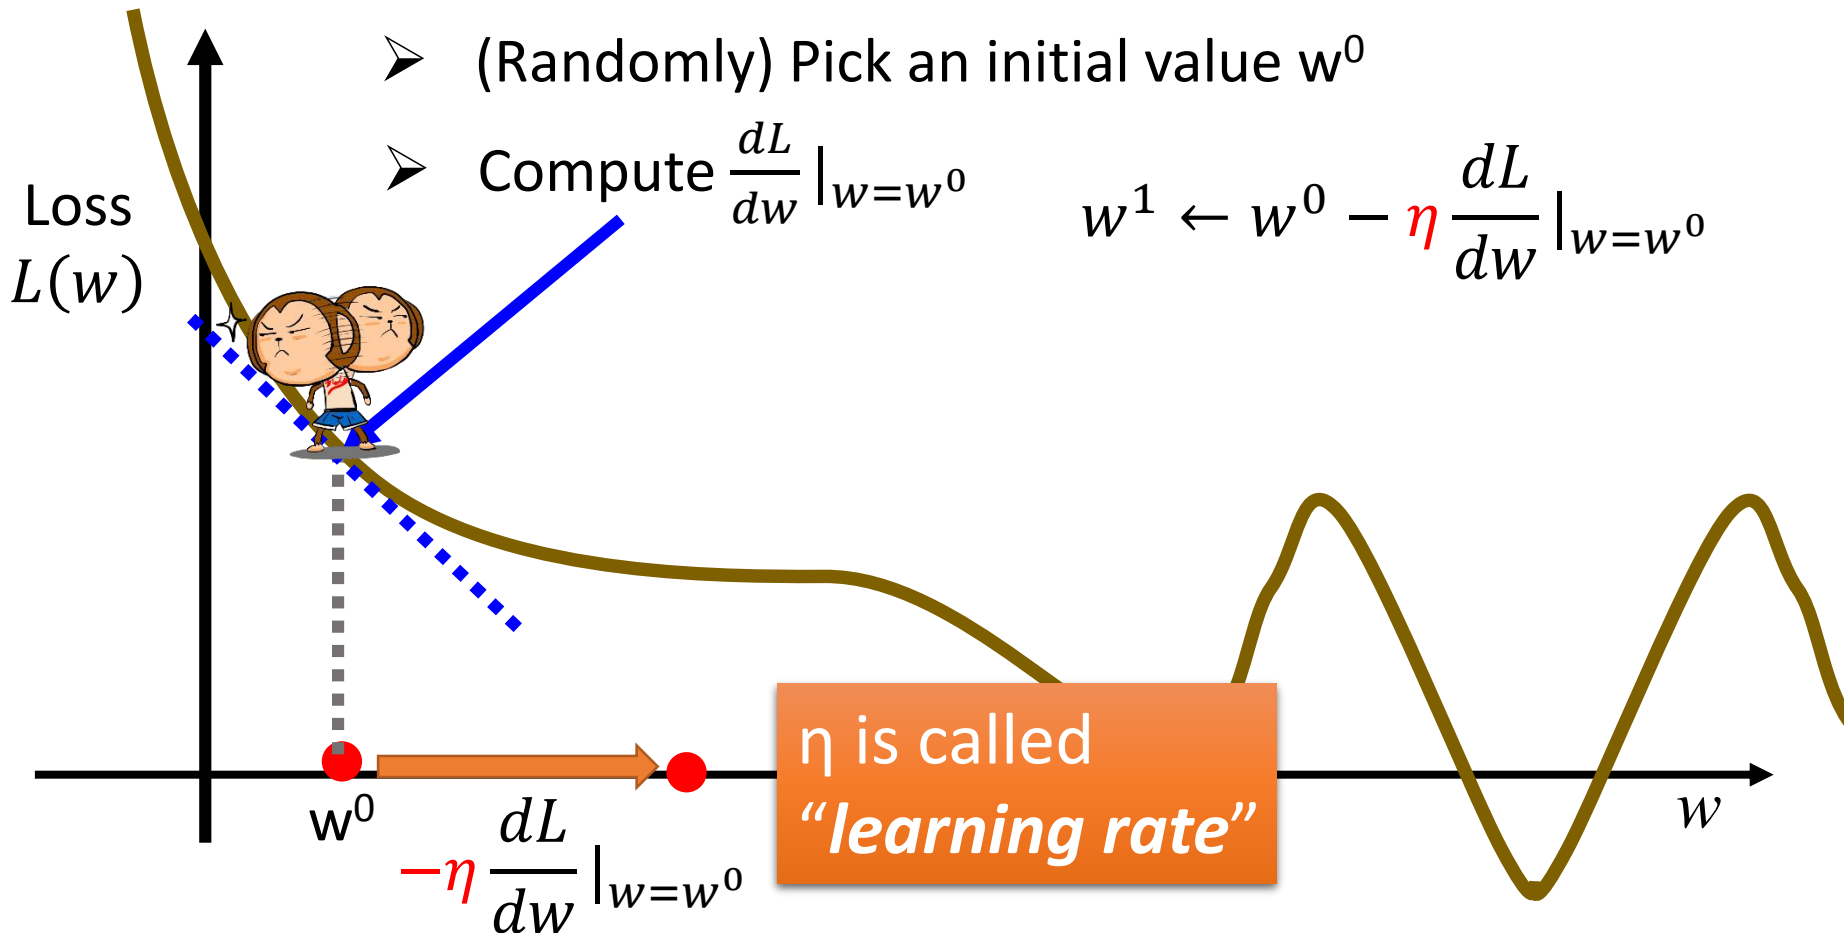 ➢ (Randomly) Pick an initial value w⁰
➢ Compute dL/dw |w=w⁰
w¹ ← w⁰ − η dL/dw |w=w⁰
Loss
L(w)
w⁰
−η dL/dw |w=w⁰
η is called
“learning rate”
w